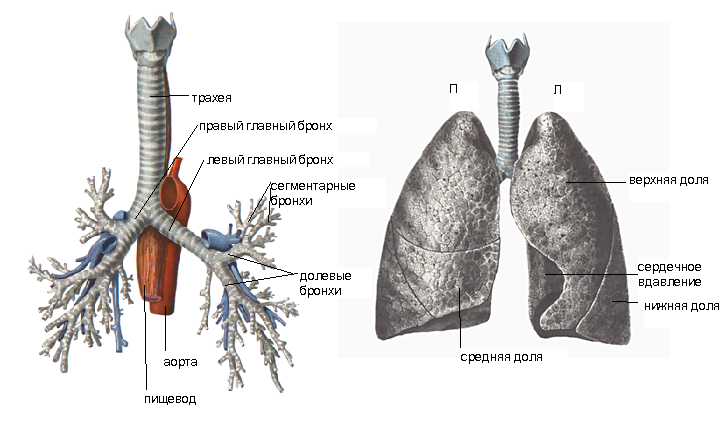 трахея
правый главный бронх
левый главный бронх
сегментарные
бронхи
долевые
бронхи
аорта
пищевод
П
Л
верхняя доля
сердечное
вдавление
нижняя доля
средняя доля